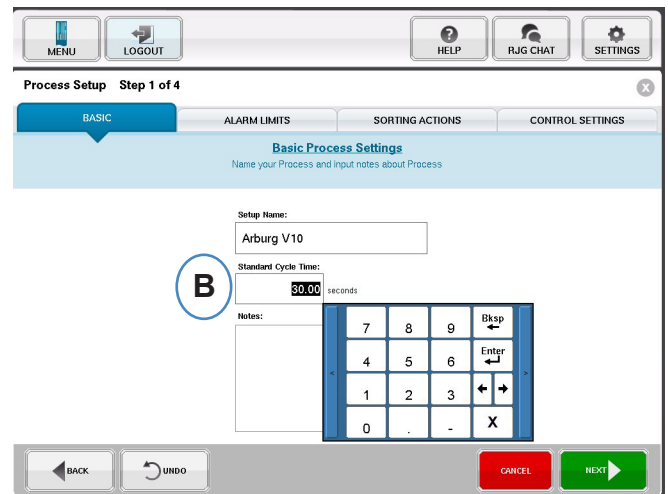 MENU LOGOUT HELP RJG CHAT SETTINGS
Process Setup Step 1 of 4
BASIC ALARM LIMITS SORTING ACTIONS CONTROL SETTINGS
Basic Process Settings
Name your Process and input notes about Process
Setup Name:
Arburg V10
Standard Cycle Time:
B 30.00 seconds
Notes:
7 8 9 Bksp
4 5 6 Enter
< 1 2 3 >
0 . - X
BACK UNDO CANCEL NEXT